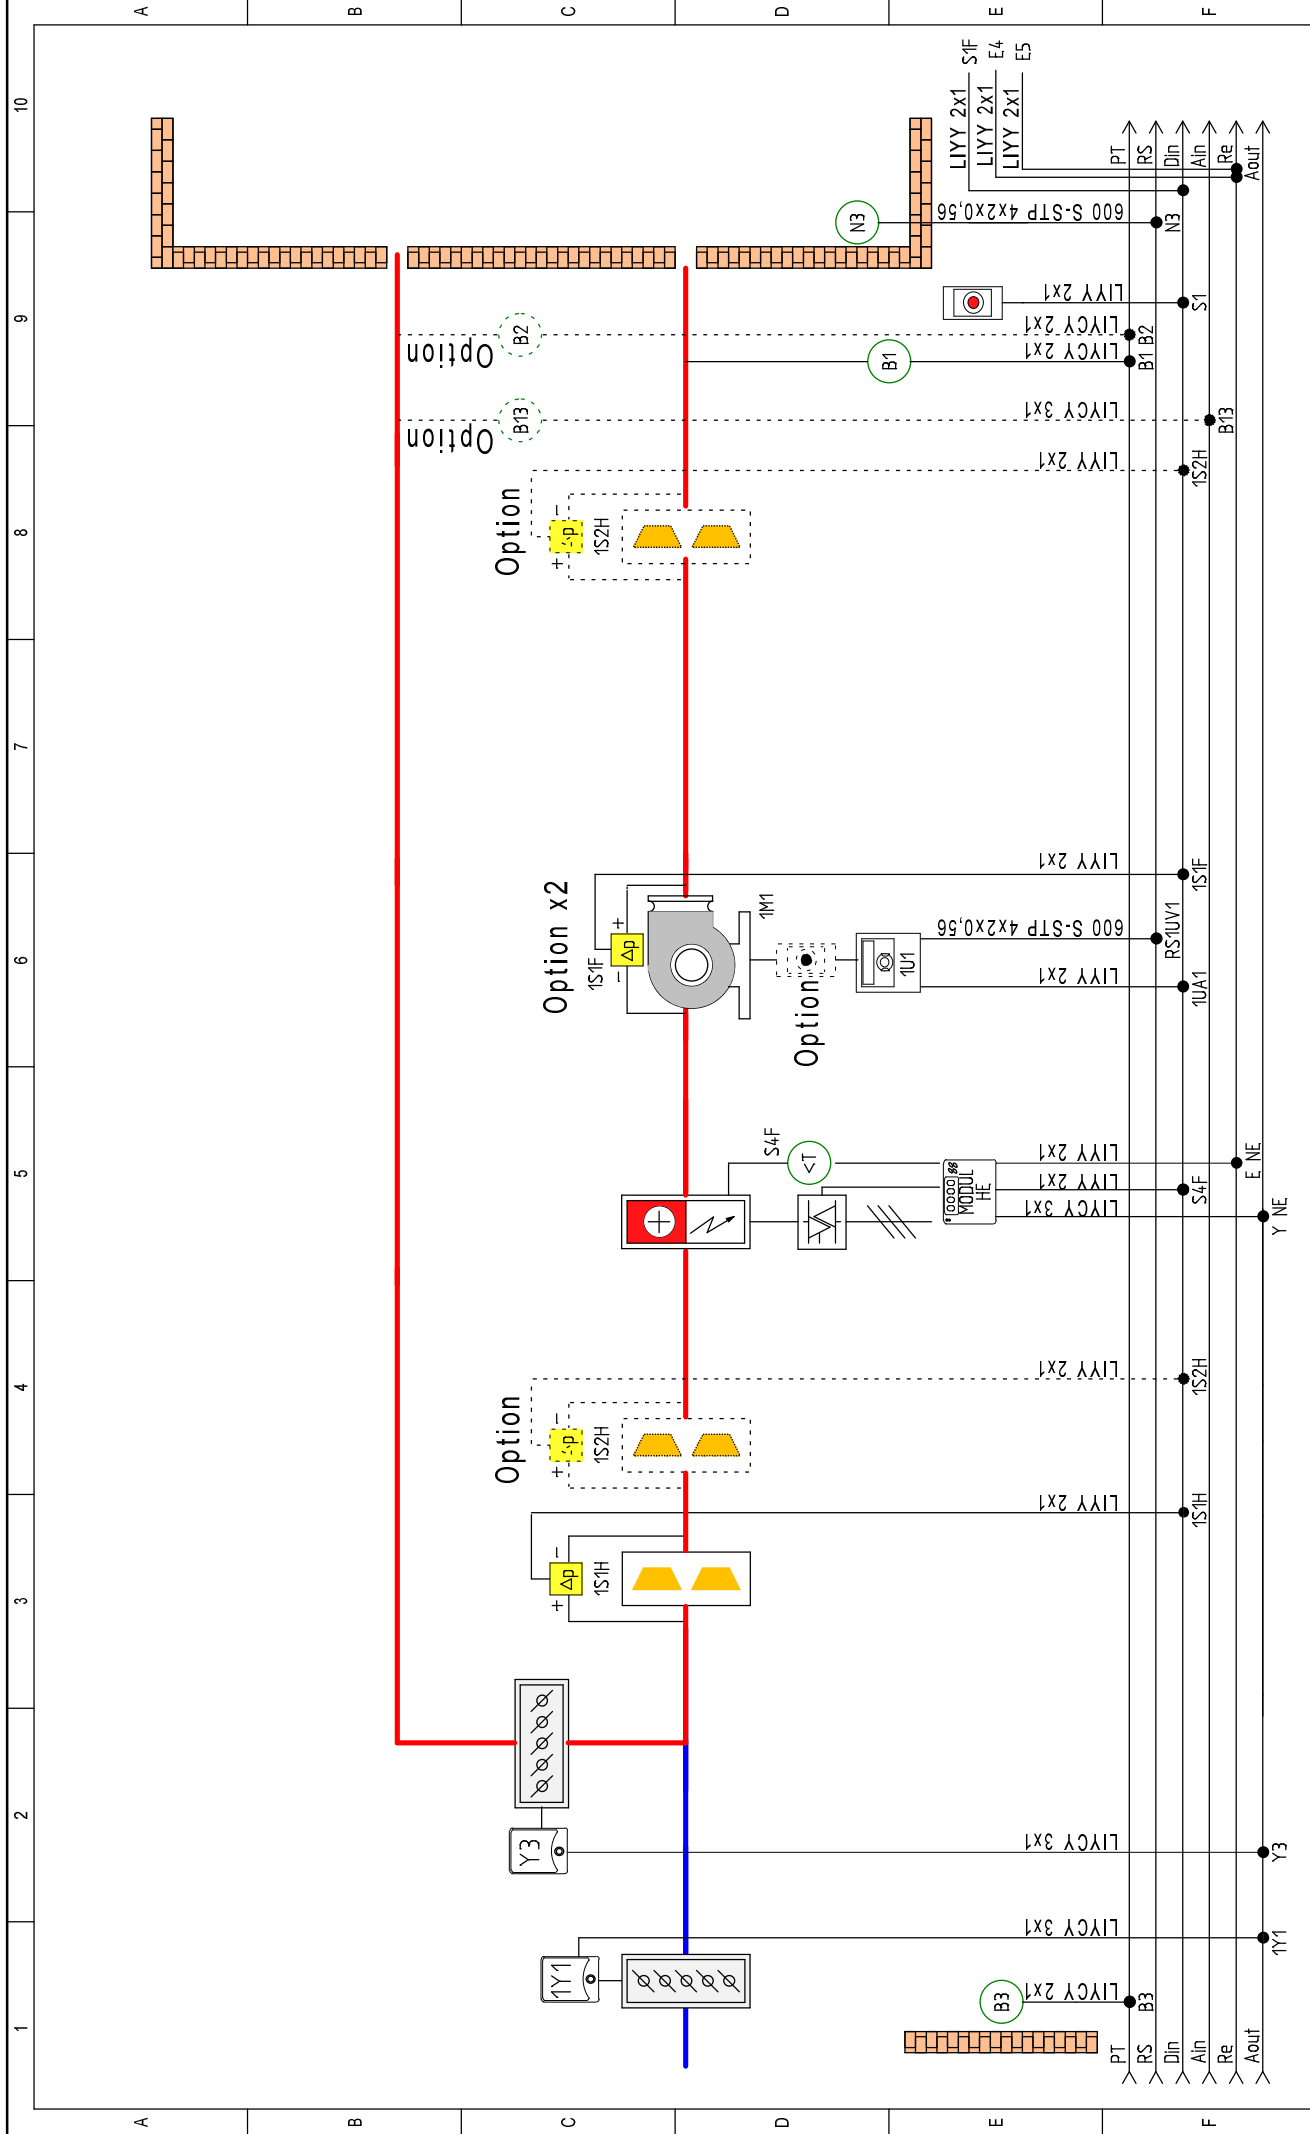 A B C D E F
10
S1F
E4
E5
LIYY 2x1
LIYY 2x1
LIYY 2x1
PT
RS
Din
Ain
Re
Aout
N3
600 S-STP 4x2x0,56
N3
9
LIYY 2x1
S1
Option
B2
LIYCY 2x1
B2
B1
LIYCY 2x1
B1
Option
B13
LIYCY 3x1
B13
8
LIYY 2x1
1S2H
Option
+
Δp
−
1S2H
7
LIYY 2x1
1S1F
6
Option x2
1S1F
−
Δp
+
1M1
Option
1U1
600 S-STP 4x2x0,56
RS1UV1
LIYY 2x1
1UA1
5
S4F
<T
MODUL
HE
LIYY 2x1
E NE
LIYY 2x1
S4F
LIYCY 3x1
Y NE
4
Option
+
Δp
−
1S2H
LIYY 2x1
1S2H
3
LIYY 2x1
1S1H
+
Δp
−
1S1H
2
Y3
LIYCY 3x1
Y3
1
1Y1
LIYCY 3x1
1Y1
B3
LIYCY 2x1
B3
PT
RS
Din
Ain
Re
Aout
A B C D E F